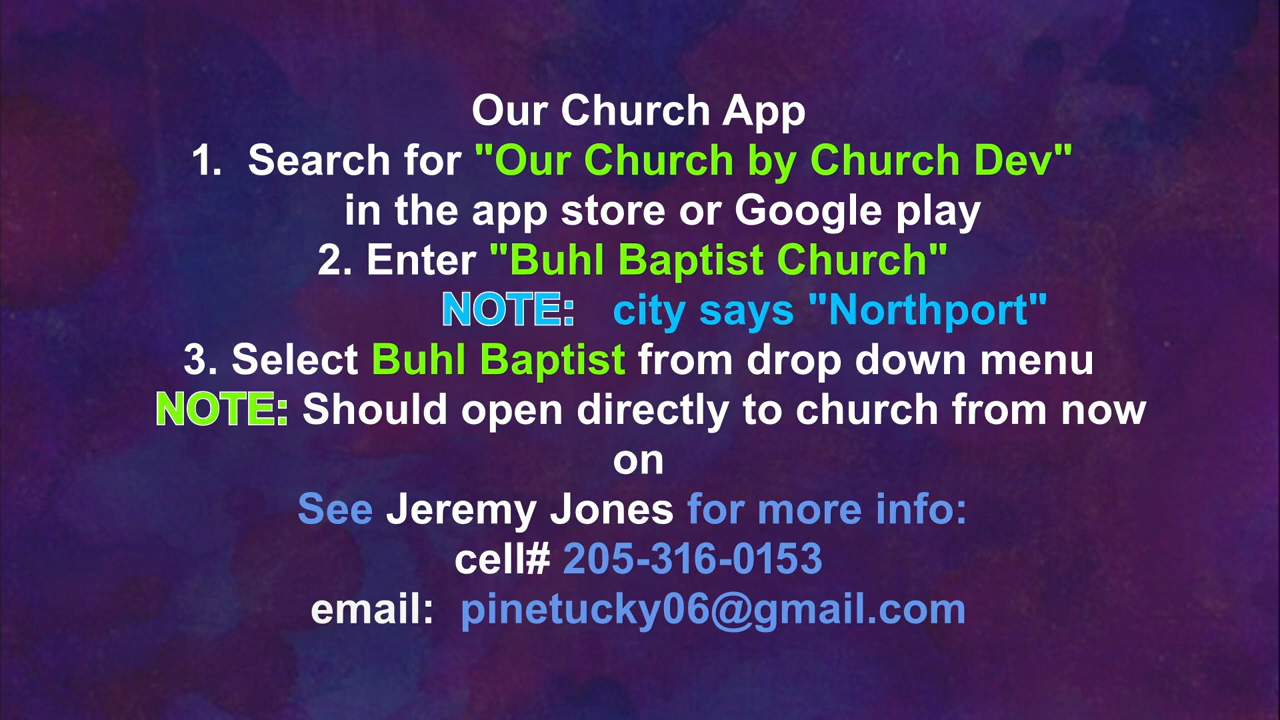 Our Church App
1. Search for "Our Church by Church Dev"
in the app store or Google play
2. Enter "Buhl Baptist Church"
NOTE: city says "Northport"
3. Select Buhl Baptist from drop down menu
NOTE: Should open directly to church from now
on
See Jeremy Jones for more info:
cell# 205-316-0153
email: pinetucky06@gmail.com